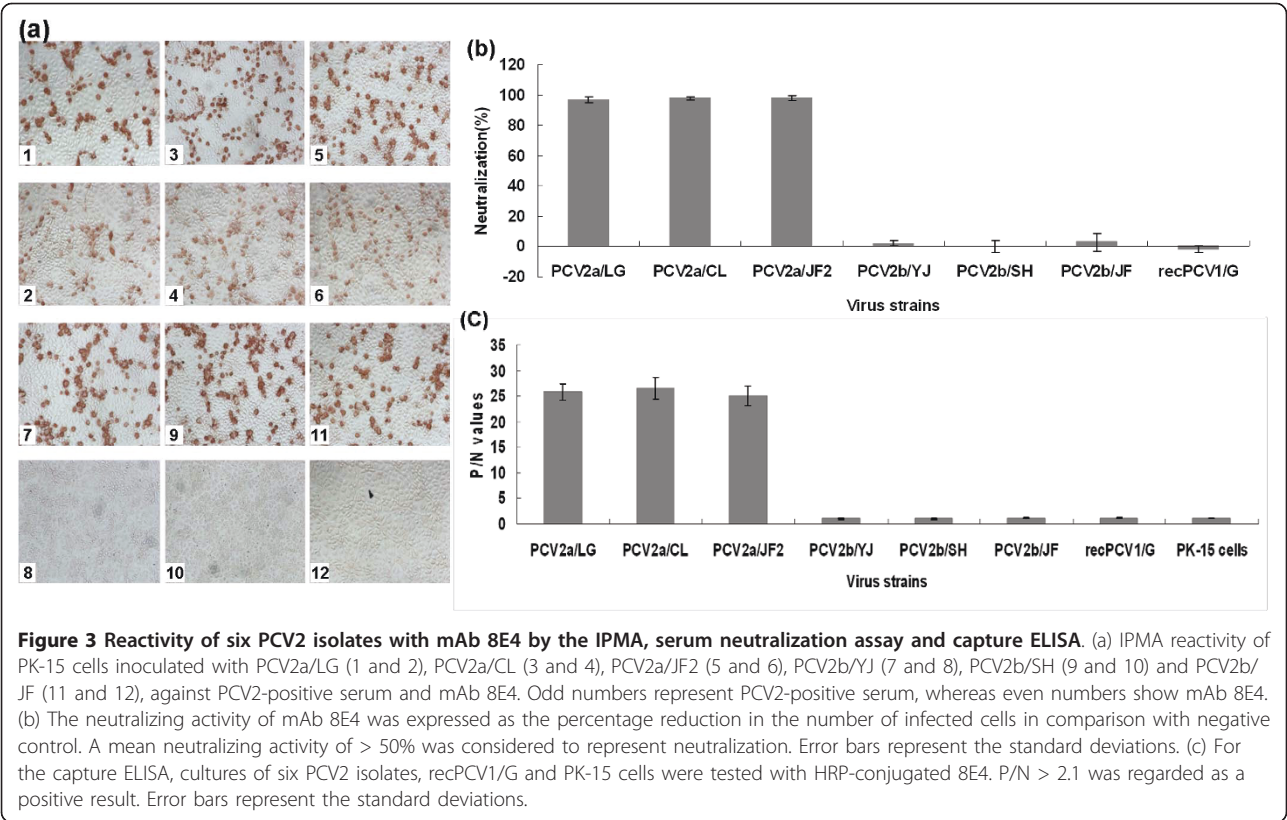 (a)
1
3
5
2
4
6
7
9
11
8
10
12
(b)
Neutralization(%)
120
100
80
60
40
20
0
-20
PCV2a/LG PCV2a/CL PCV2a/JF2 PCV2b/YJ PCV2b/SH PCV2b/JF recPCV1/G
Virus strains
(C)
P/N values
35
30
25
20
15
10
5
0
PCV2a/LG PCV2a/CL PCV2a/JF2 PCV2b/YJ PCV2b/SH PCV2b/JF recPCV1/G PK-15 cells
Virus strains
Figure 3 Reactivity of six PCV2 isolates with mAb 8E4 by the IPMA, serum neutralization assay and capture ELISA. (a) IPMA reactivity of
PK-15 cells inoculated with PCV2a/LG (1 and 2), PCV2a/CL (3 and 4), PCV2a/JF2 (5 and 6), PCV2b/YJ (7 and 8), PCV2b/SH (9 and 10) and PCV2b/
JF (11 and 12), against PCV2-positive serum and mAb 8E4. Odd numbers represent PCV2-positive serum, whereas even numbers show mAb 8E4.
(b) The neutralizing activity of mAb 8E4 was expressed as the percentage reduction in the number of infected cells in comparison with negative
control. A mean neutralizing activity of > 50% was considered to represent neutralization. Error bars represent the standard deviations. (c) For
the capture ELISA, cultures of six PCV2 isolates, recPCV1/G and PK-15 cells were tested with HRP-conjugated 8E4. P/N > 2.1 was regarded as a
positive result. Error bars represent the standard deviations.